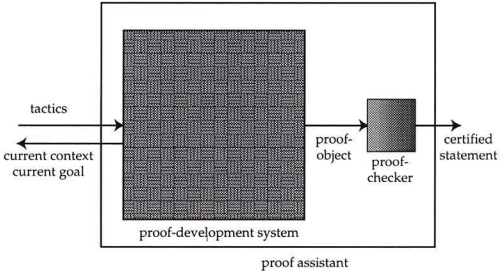 tactics
current context
current goal
proof-
object
proof-
checker
certified
statement
proof-development system
proof assistant